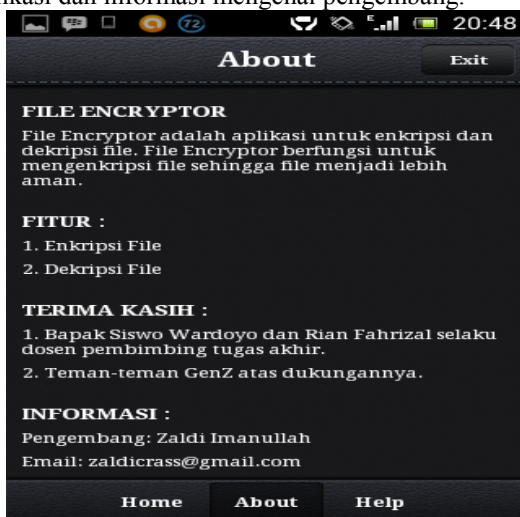 kasi dan informasi mengenai pengembang.
72
20:48
About
Exit
FILE ENCRYPTOR
File Encryptor adalah aplikasi untuk enkripsi dan
dekripsi file. File Encryptor berfungsi untuk
mengenkripsi file sehingga file menjadi lebih
aman.
FITUR :
1. Enkripsi File
2. Dekripsi File
TERIMA KASIH :
1. Bapak Siswo Wardoyo dan Rian Fahrizal selaku
dosen pembimbing tugas akhir.
2. Teman-teman GenZ atas dukungannya.
INFORMASI :
Pengembang: Zaldi Imanullah
Email: zaldicrass@gmail.com
Home About Help